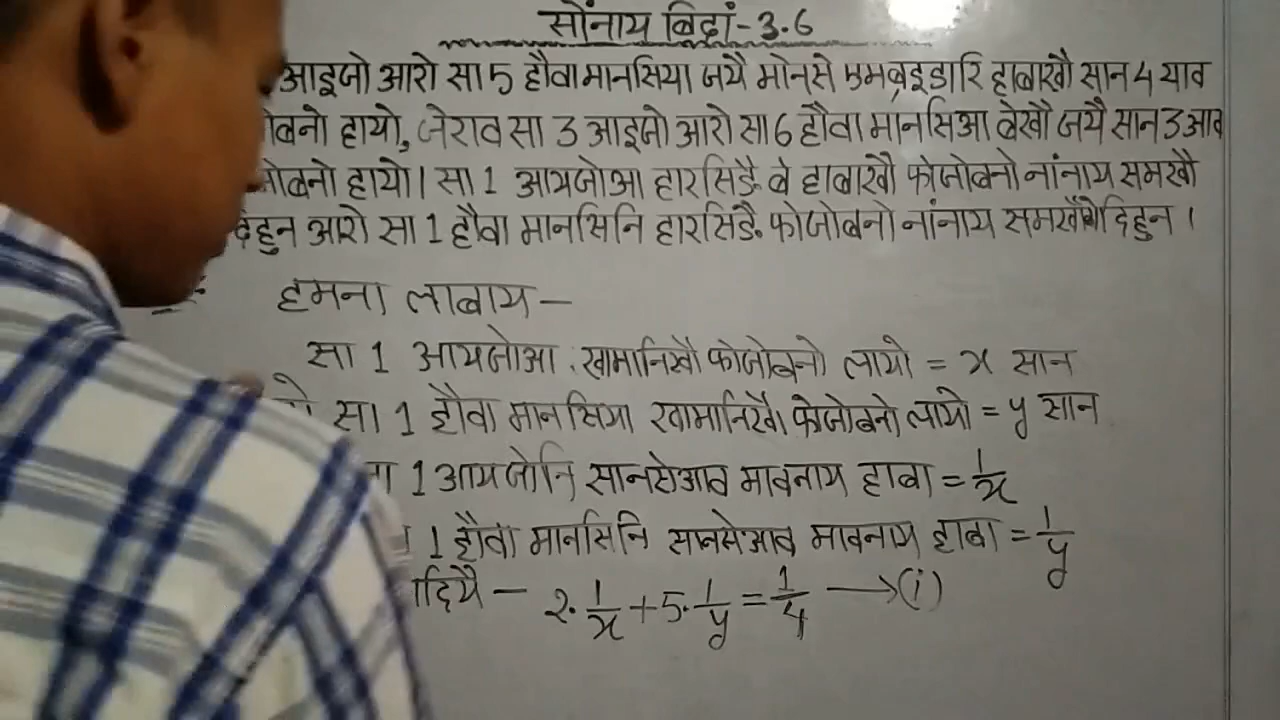 सोंनाय बिदां-3.6
आइजो आरो सा 5 हौवा मानसिया जयै मोनसे एमब्रइडारि हाबाखौ सान 4 याव
जोबनो हायो, जेराव सा 3 आइजो आरो सा 6 हौवा मानसिआ बेखौ जयै सान 3 आव
जोबनो हायो। सा 1 आयजोआ हारसिङै बे हाबाखौ फोजोबनो नांनाय समखौ
दिहुन आरो सा 1 हौवा मानसिनि हारसिङै फोजोबनो नांनाय समखौबो दिहुन।
हमना लाबाय —
सा 1 आयजोआ खामानिखौ फोजोबनो लायो = x सान
सा 1 हौवा मानसिया खामानिखौ फोजोबनो लायो = y सान
1 आयजोनि सानसेआव मावनाय हाबा = 1/x
1 हौवा मानसिनि सानसेआव मावनाय हाबा = 1/y
2. 1/x + 5. 1/y = 1/4 → (i)